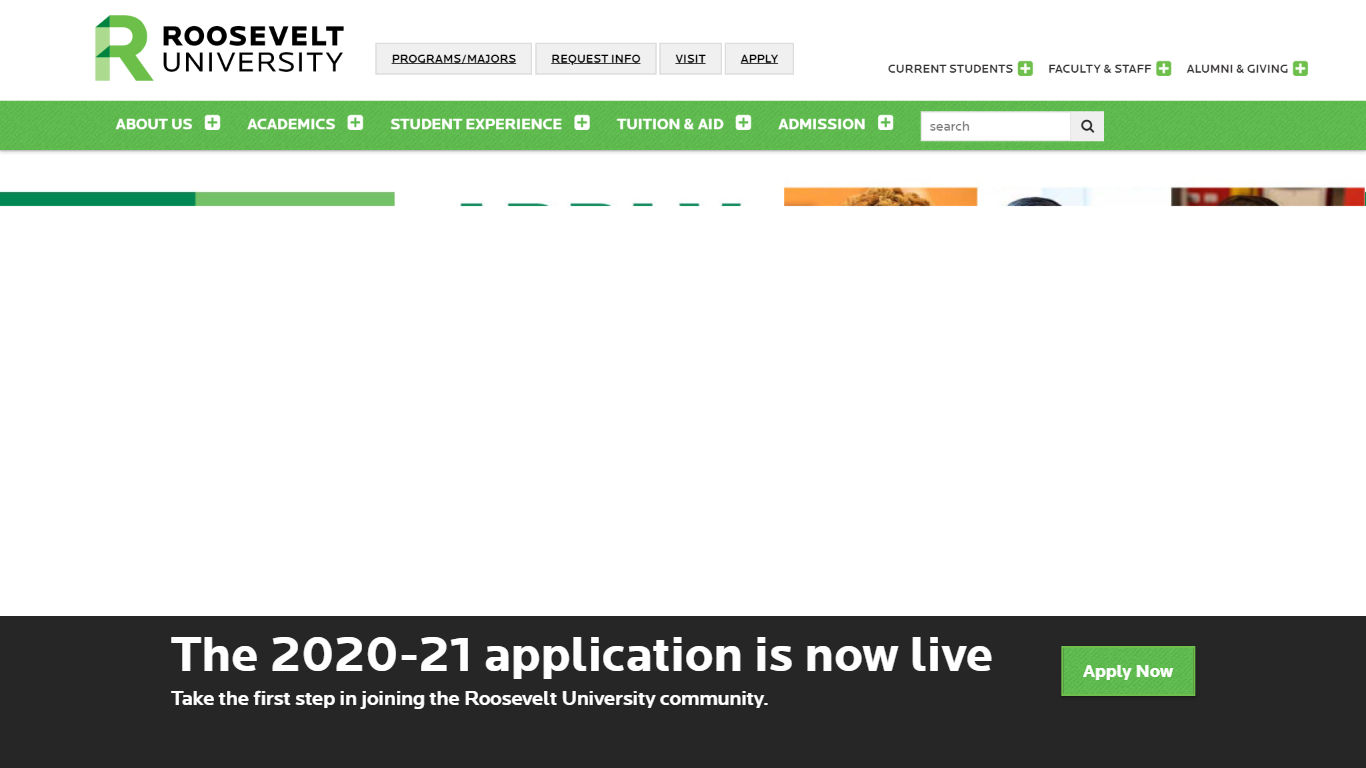 ROOSEVELT
UNIVERSITY
PROGRAMS/MAJORS
REQUEST INFO
VISIT
APPLY
CURRENT STUDENTS
FACULTY & STAFF
ALUMNI & GIVING
ABOUT US
ACADEMICS
STUDENT EXPERIENCE
TUITION & AID
ADMISSION
search
The 2020-21 application is now live
Take the first step in joining the Roosevelt University community.
Apply Now